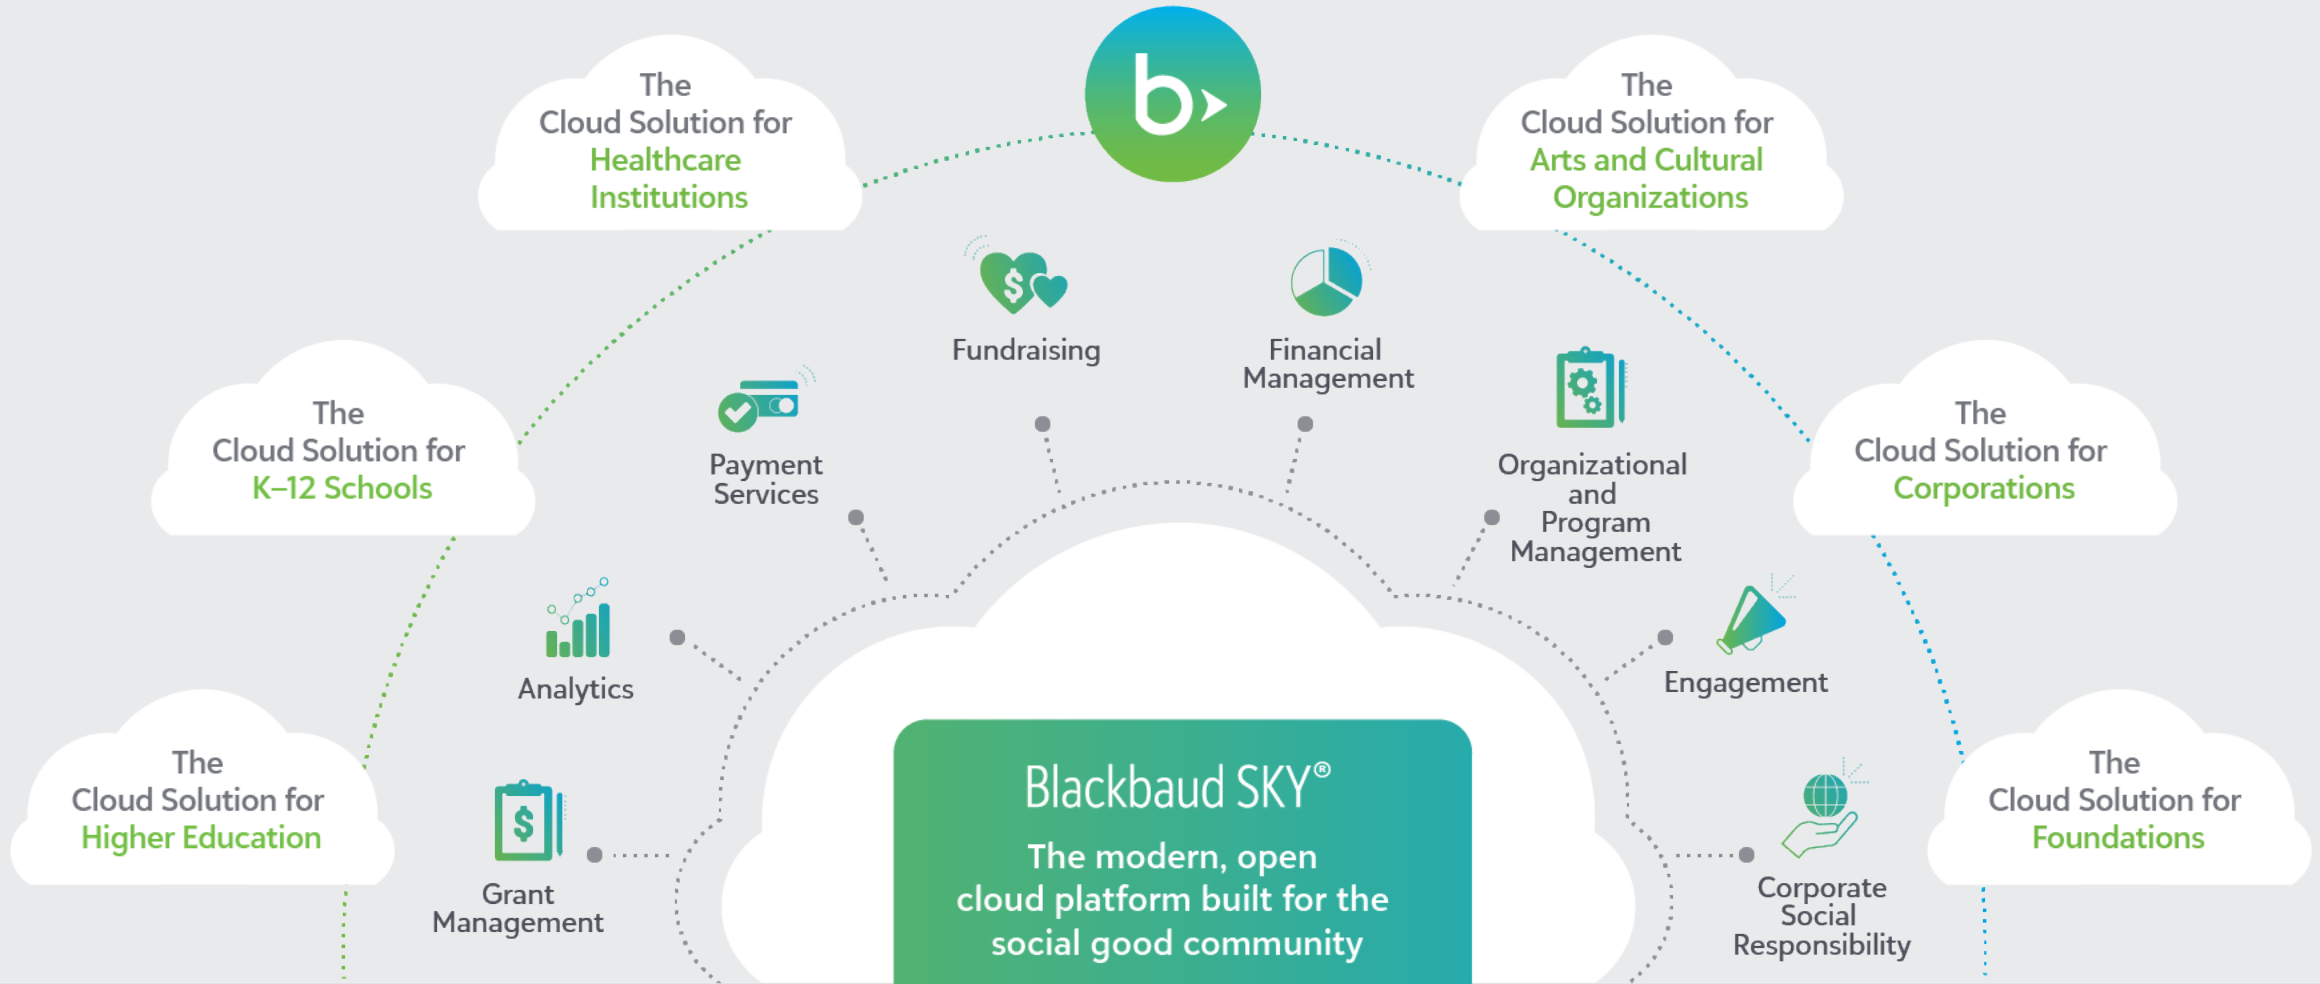 b
The
Cloud Solution for
Healthcare
Institutions
The
Cloud Solution for
Arts and Cultural
Organizations
The
Cloud Solution for
K–12 Schools
The
Cloud Solution for
Corporations
The
Cloud Solution for
Higher Education
The
Cloud Solution for
Foundations
Fundraising
Financial
Management
Payment
Services
Organizational
and
Program
Management
Analytics
Engagement
$
Grant
Management
Corporate
Social
Responsibility
$
Blackbaud SKY®
The modern, open
cloud platform built for the
social good community